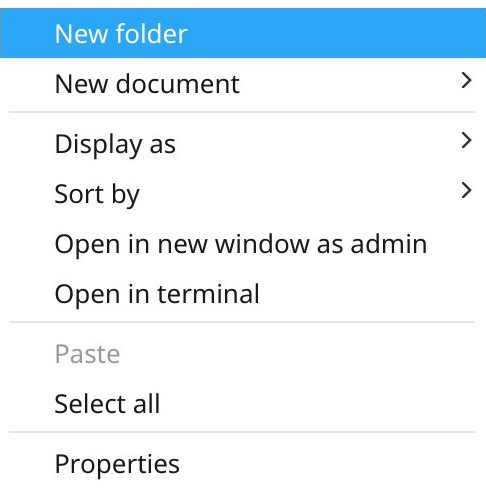 New folder
New document
Display as
Sort by
Open in new window as admin
Open in terminal
Paste
Select all
Properties